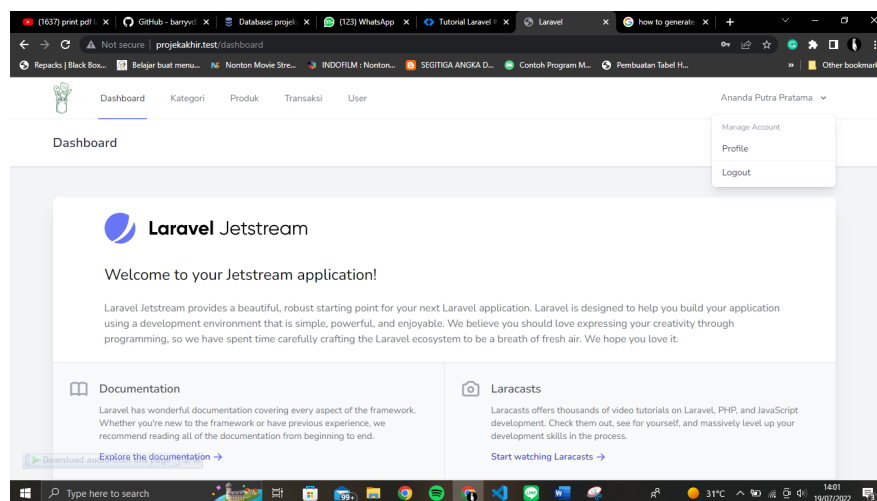 (1637) print pdf l
GitHub - barryvd
Database: projek
(123) WhatsApp
Tutorial Laravel
Laravel
how to generate
Not secure | projekakhir.test/dashboard
Repacks | Black Box...
Belajar buat menu...
Nonton Movie Stre...
INDOFILM : Nonton...
SEGITIGA ANGKA D...
Contoh Program M...
Pembuatan Tabel H...
Other bookmark
Dashboard
Kategori
Produk
Transaksi
User
Ananda Putra Pratama
Manage Account
Profile
Logout
Dashboard
Laravel Jetstream
Welcome to your Jetstream application!
Laravel Jetstream provides a beautiful, robust starting point for your next Laravel application. Laravel is designed to help you build your application
using a development environment that is simple, powerful, and enjoyable. We believe you should love expressing your creativity through
programming, so we have spent time carefully crafting the Laravel ecosystem to be a breath of fresh air. We hope you love it.
Documentation
Laravel has wonderful documentation covering every aspect of the framework.
Whether you're new to the framework or have previous experience, we
recommend reading all of the documentation from beginning to end.
Explore the documentation →
Laracasts
Laracasts offers thousands of video tutorials on Laravel, PHP, and JavaScript
development. Check them out, see for yourself, and massively level up your
development skills in the process.
Start watching Laracasts →
Download audio from this page
Type here to search
99+
31°C
14:01
19/07/2022